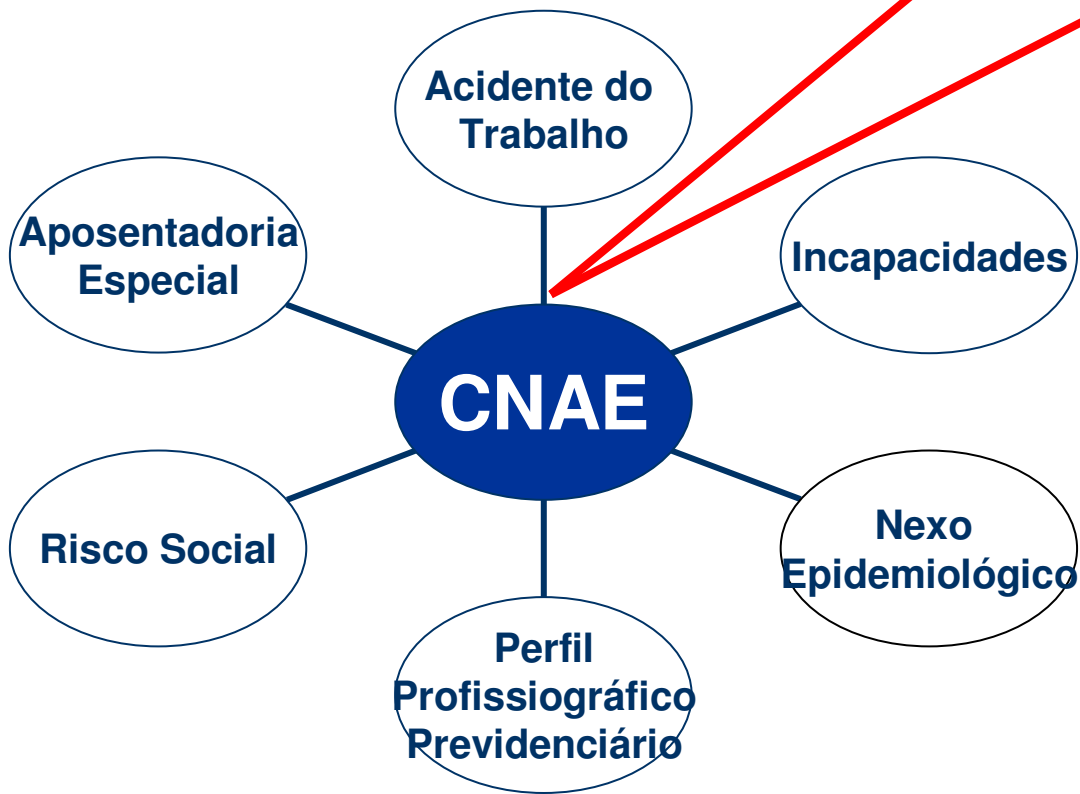 Acidente do
Trabalho
Aposentadoria
Especial
Incapacidades
CNAE
Risco Social
Nexo
Epidemiológico
Perfil
Profissiográfico
Previdenciário